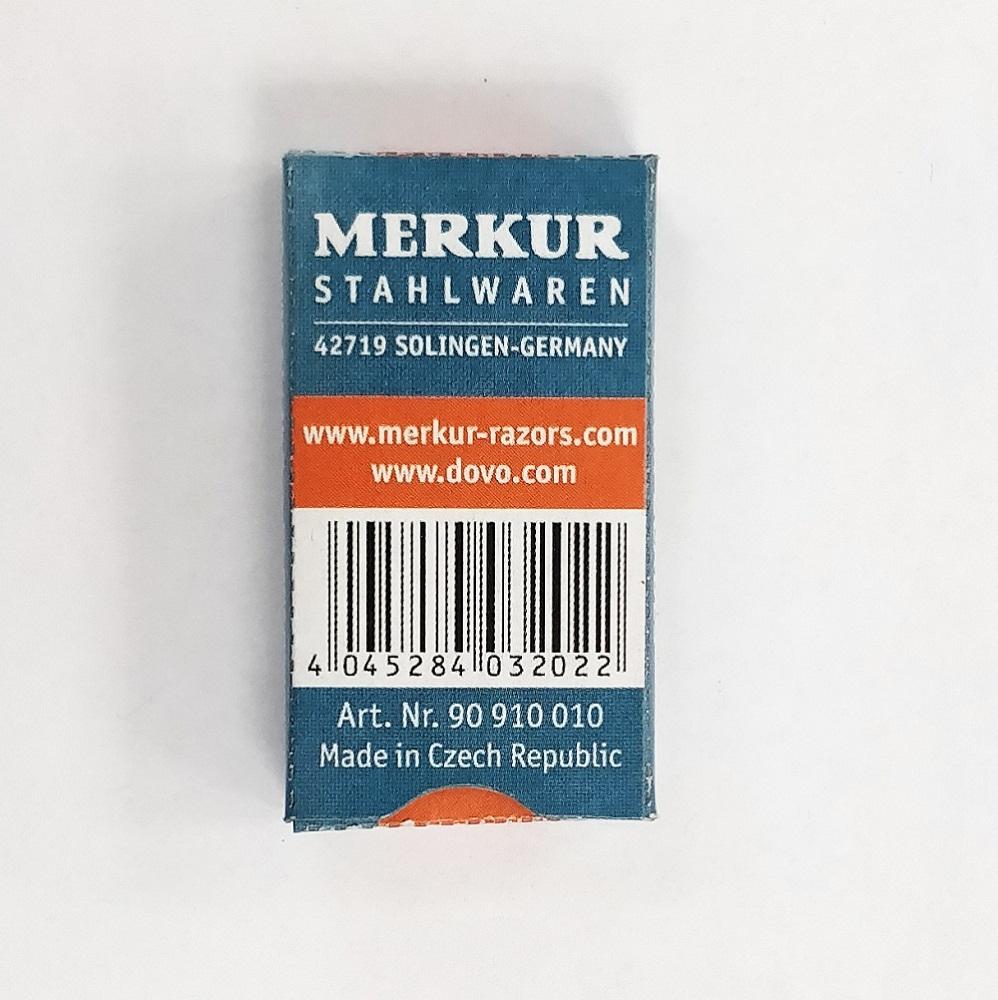 MERKUR
STAHLWAREN
42719 SOLINGEN-GERMANY
www.merkur-razors.com
www.dovo.com
4 045284 032022
Art. Nr. 90 910 010
Made in Czech Republic